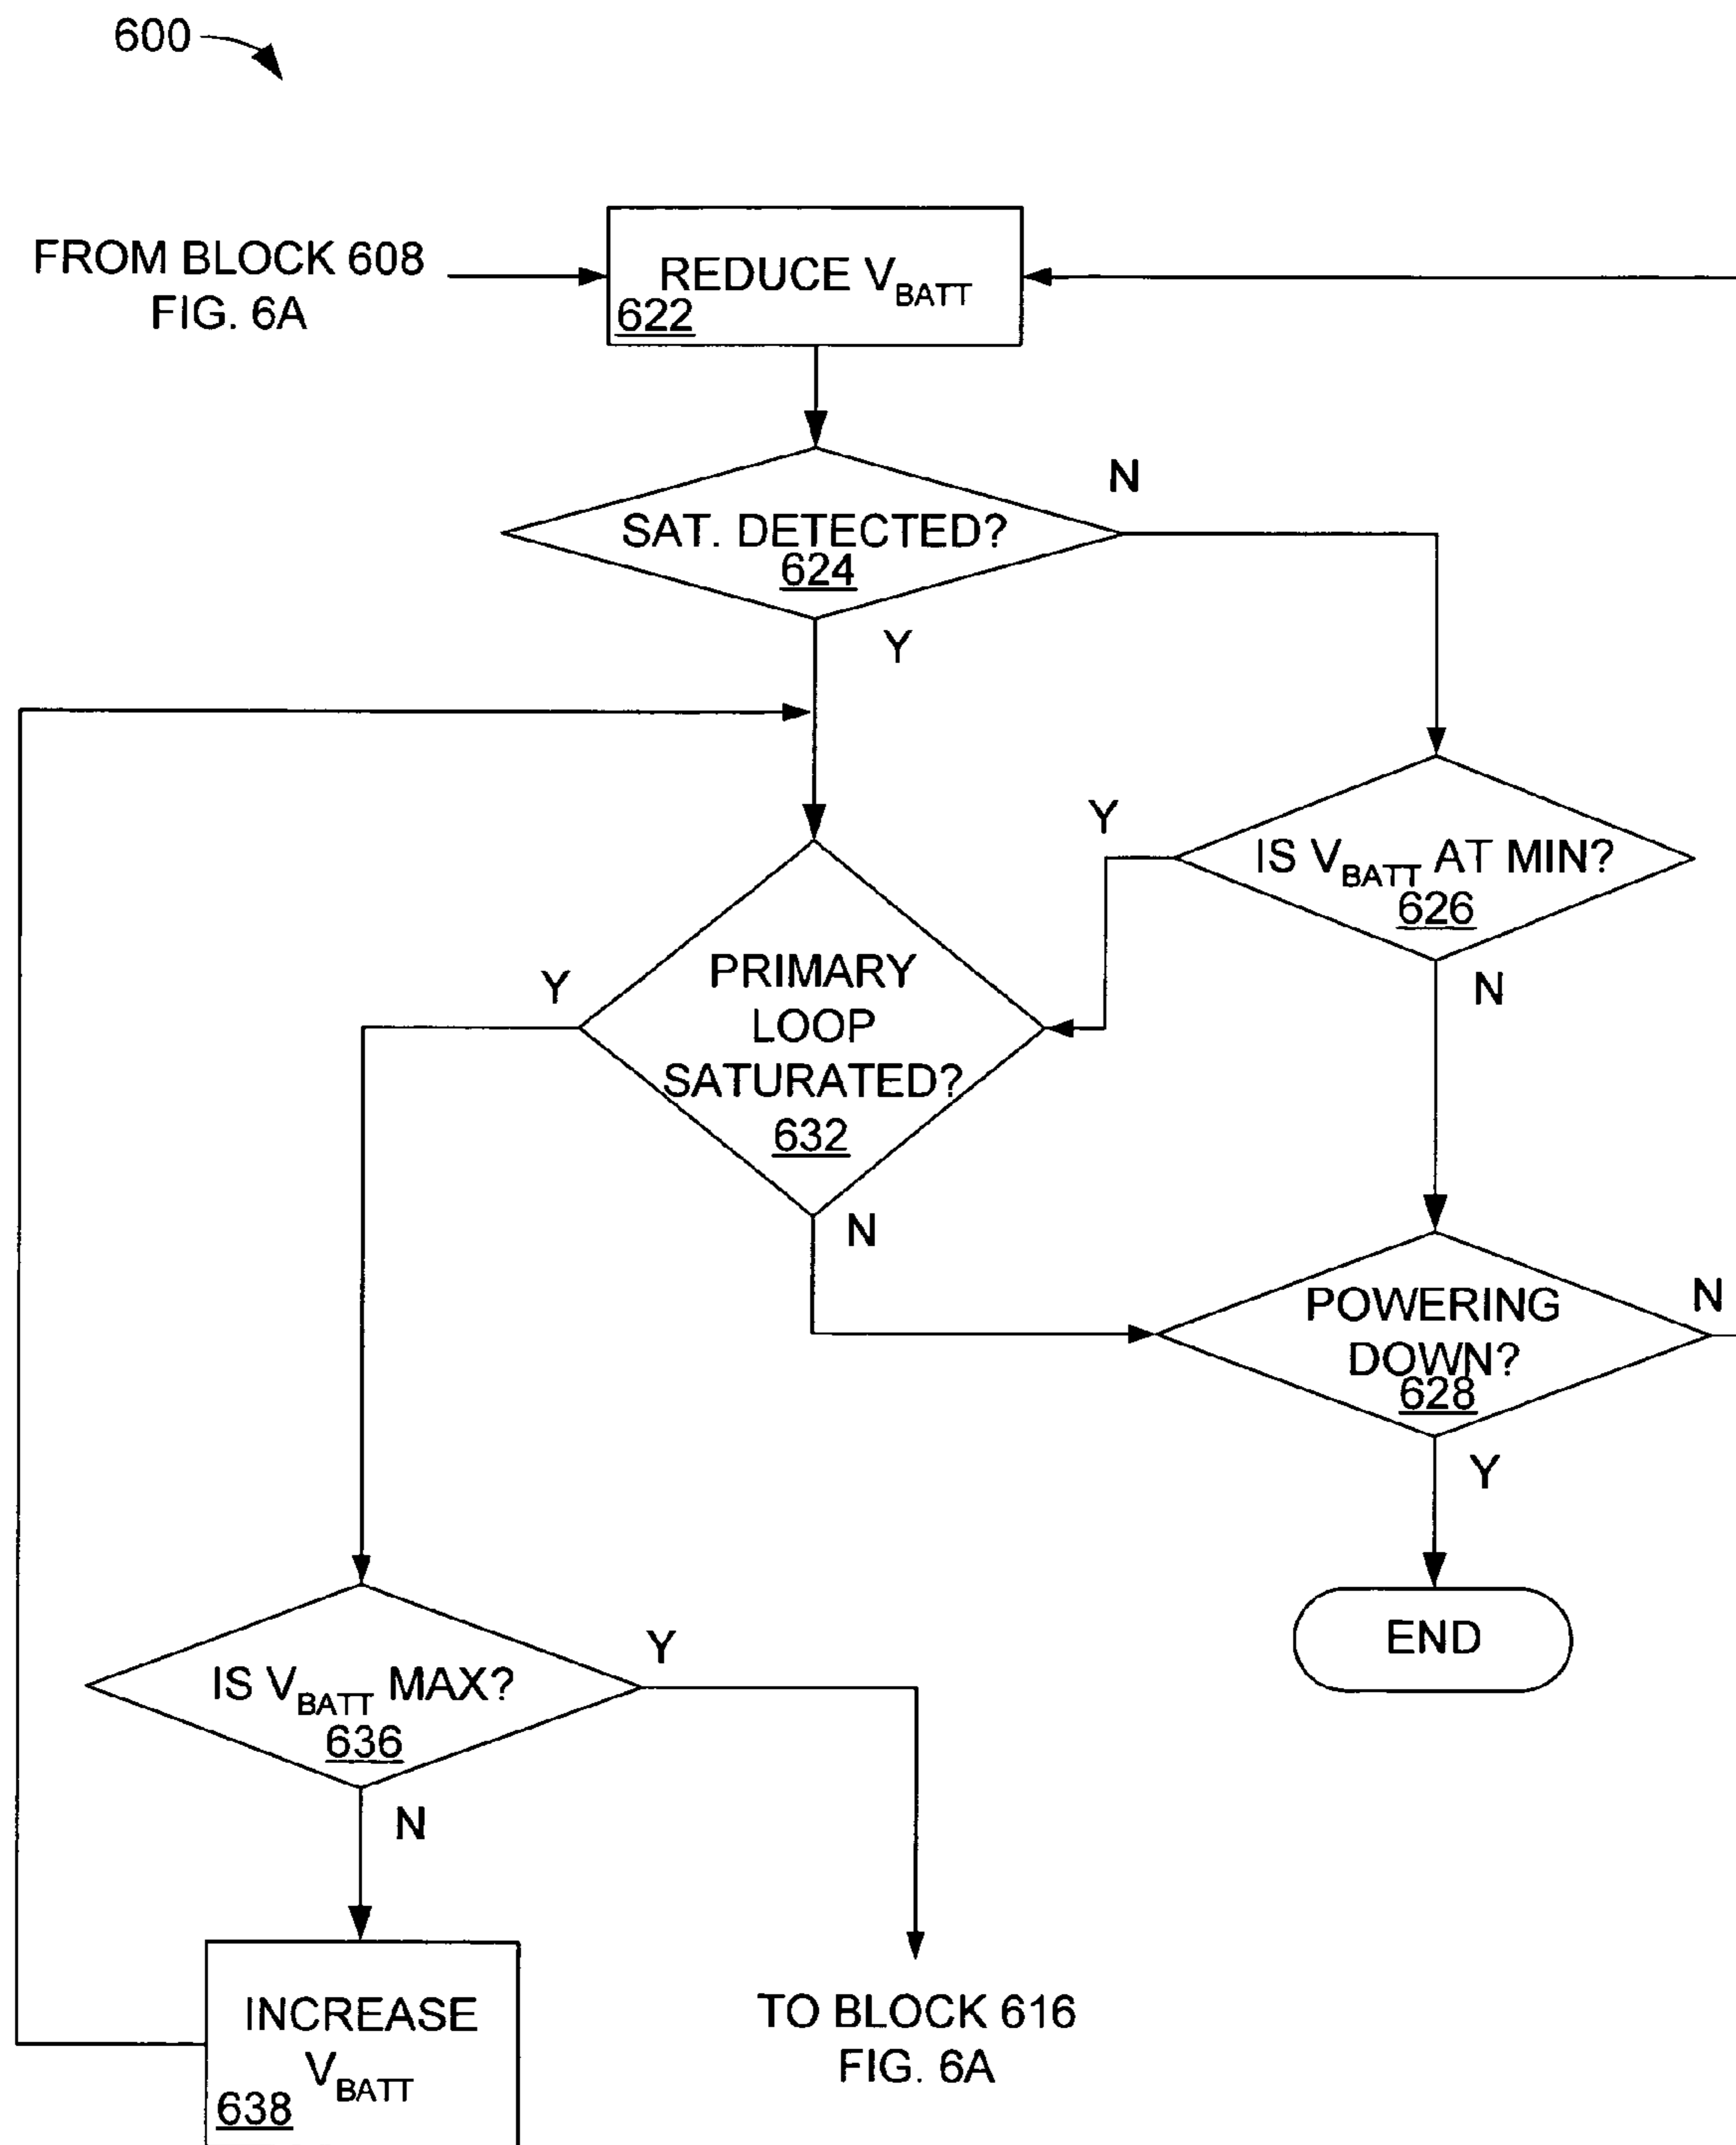 600
FROM BLOCK 608
FIG. 6A
REDUCE VBATT
622
N
SAT. DETECTED?
624
Y
Y
IS VBATT AT MIN?
626
N
Y
PRIMARY
LOOP
SATURATED?
632
N
POWERING
DOWN?
628
N
Y
END
IS VBATT MAX?
636
Y
N
INCREASE
VBATT
638
TO BLOCK 616
FIG. 6A